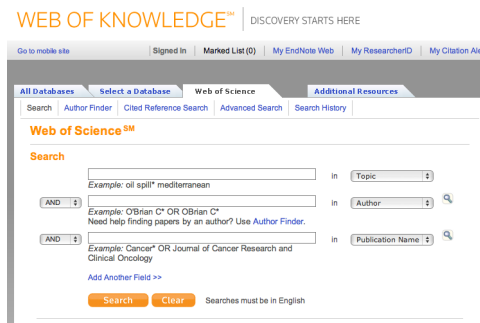 WEB OF KNOWLEDGE℠ | DISCOVERY STARTS HERE
Go to mobile site | Signed In | Marked List (0) | My EndNote Web | My ResearcherID | My Citation Ale
All Databases Select a Database Web of Science Additional Resources
Search | Author Finder | Cited Reference Search | Advanced Search | Search History
Web of Science℠
Search
in Topic
Example: oil spill* mediterranean
AND in Author
Example: O'Brian C* OR OBrian C*
Need help finding papers by an author? Use Author Finder.
AND in Publication Name
Example: Cancer* OR Journal of Cancer Research and
Clinical Oncology
Add Another Field >>
Search Clear Searches must be in English